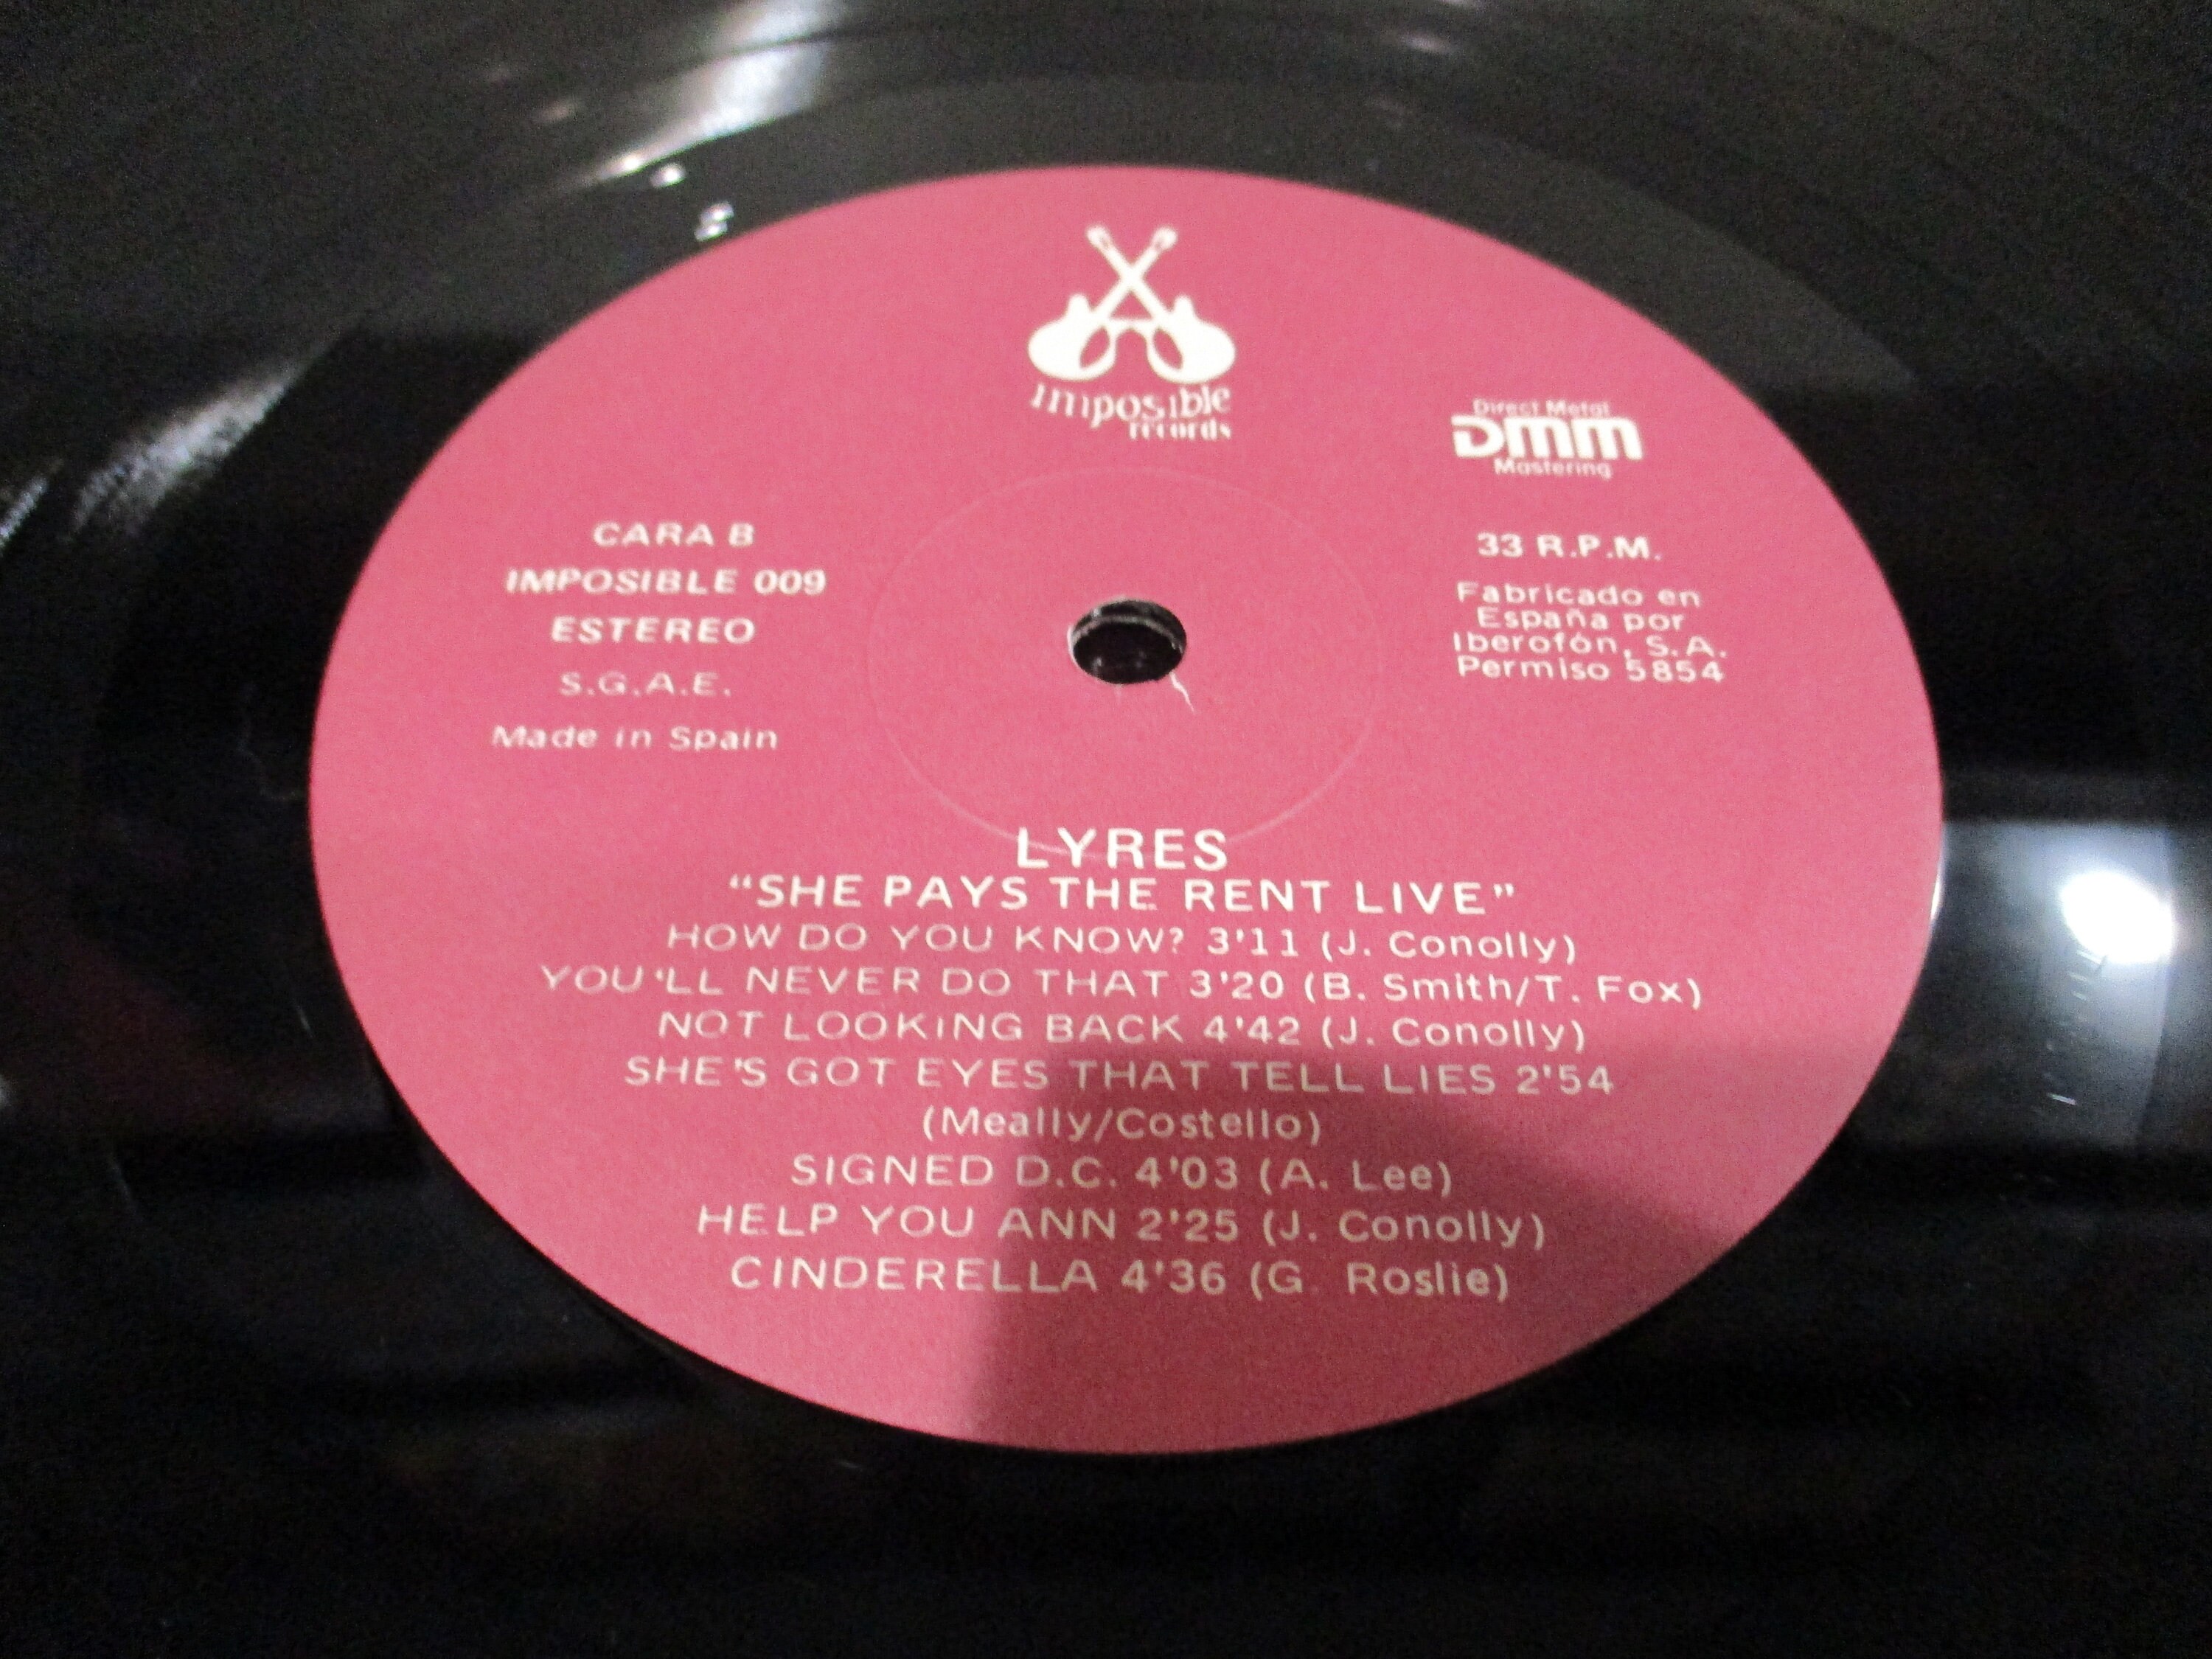 Imposible
records
Direct Metal
DMM
Mastering
CARA B
IMPOSIBLE 009
ESTEREO
S.G.A.E.
Made in Spain
33 R.P.M.
Fabricado en
España por
Iberofón, S.A.
Permiso 5854
LYRES
“SHE PAYS THE RENT LIVE”
HOW DO YOU KNOW? 3'11 (J. Conolly)
YOU'LL NEVER DO THAT 3'20 (B. Smith/T. Fox)
NOT LOOKING BACK 4'42 (J. Conolly)
SHE'S GOT EYES THAT TELL LIES 2'54
(Meally/Costello)
SIGNED D.C. 4'03 (A. Lee)
HELP YOU ANN 2'25 (J. Conolly)
CINDERELLA 4'36 (G. Roslie)